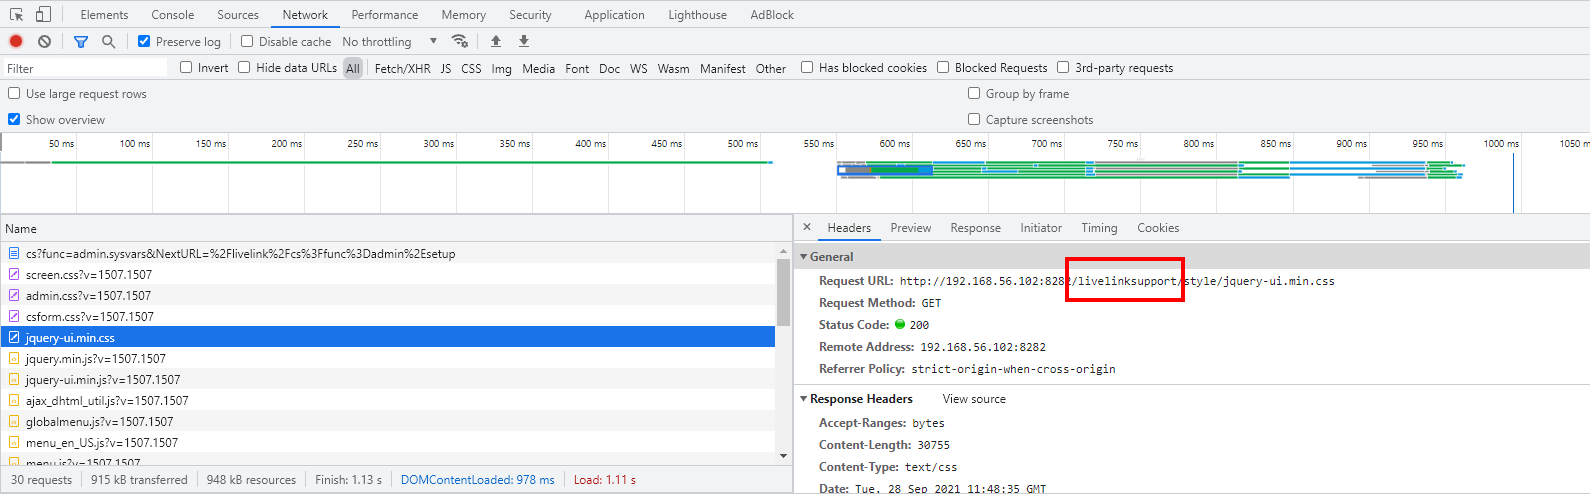 Elements Console Sources Network Performance Memory Security Application Lighthouse AdBlock
Preserve log Disable cache No throttling
Filter Invert Hide data URLs All Fetch/XHR JS CSS Img Media Font Doc WS Wasm Manifest Other Has blocked cookies Blocked Requests 3rd-party requests
Use large request rows Group by frame
Show overview Capture screenshots
50 ms 100 ms 150 ms 200 ms 250 ms 300 ms 350 ms 400 ms 450 ms 500 ms 550 ms 600 ms 650 ms 700 ms 750 ms 800 ms 850 ms 900 ms 950 ms 1000 ms 1050 m
Name
cs?func=admin.sysvars&NextURL=%2Flivelink%2Fcs%3Ffunc%3Dadmin%2Esetup
screen.css?v=1507.1507
admin.css?v=1507.1507
csform.css?v=1507.1507
jquery-ui.min.css
jquery.min.js?v=1507.1507
jquery-ui.min.js?v=1507.1507
ajax_dhtml_util.js?v=1507.1507
globalmenu.js?v=1507.1507
menu_en_US.js?v=1507.1507
menu.js?v=1507.1507
30 requests 915 kB transferred 948 kB resources Finish: 1.13 s DOMContentLoaded: 978 ms Load: 1.11 s
× Headers Preview Response Initiator Timing Cookies
General
Request URL: http://192.168.56.102:8282/livelinksupport/style/jquery-ui.min.css
Request Method: GET
Status Code: 200
Remote Address: 192.168.56.102:8282
Referrer Policy: strict-origin-when-cross-origin
Response Headers View source
Accept-Ranges: bytes
Content-Length: 30755
Content-Type: text/css
Date: Tue, 28 Sep 2021 11:48:35 GMT